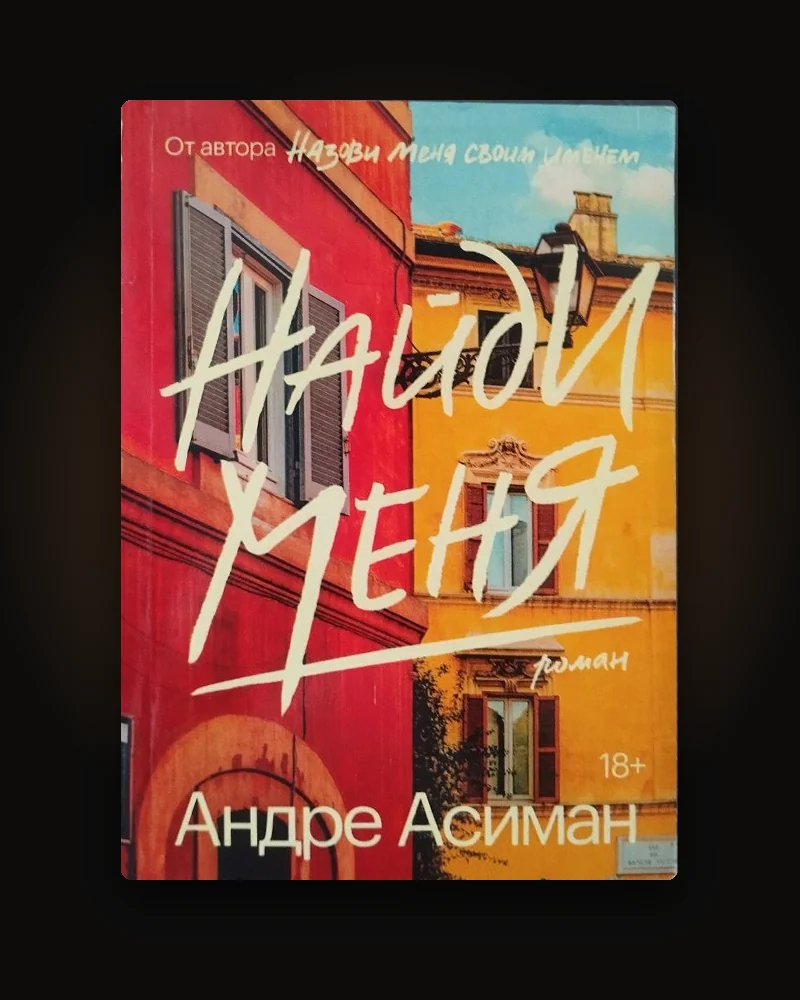 От автора Назови меня своим именем
Найди
меня
роман
18+
Андре Асиман